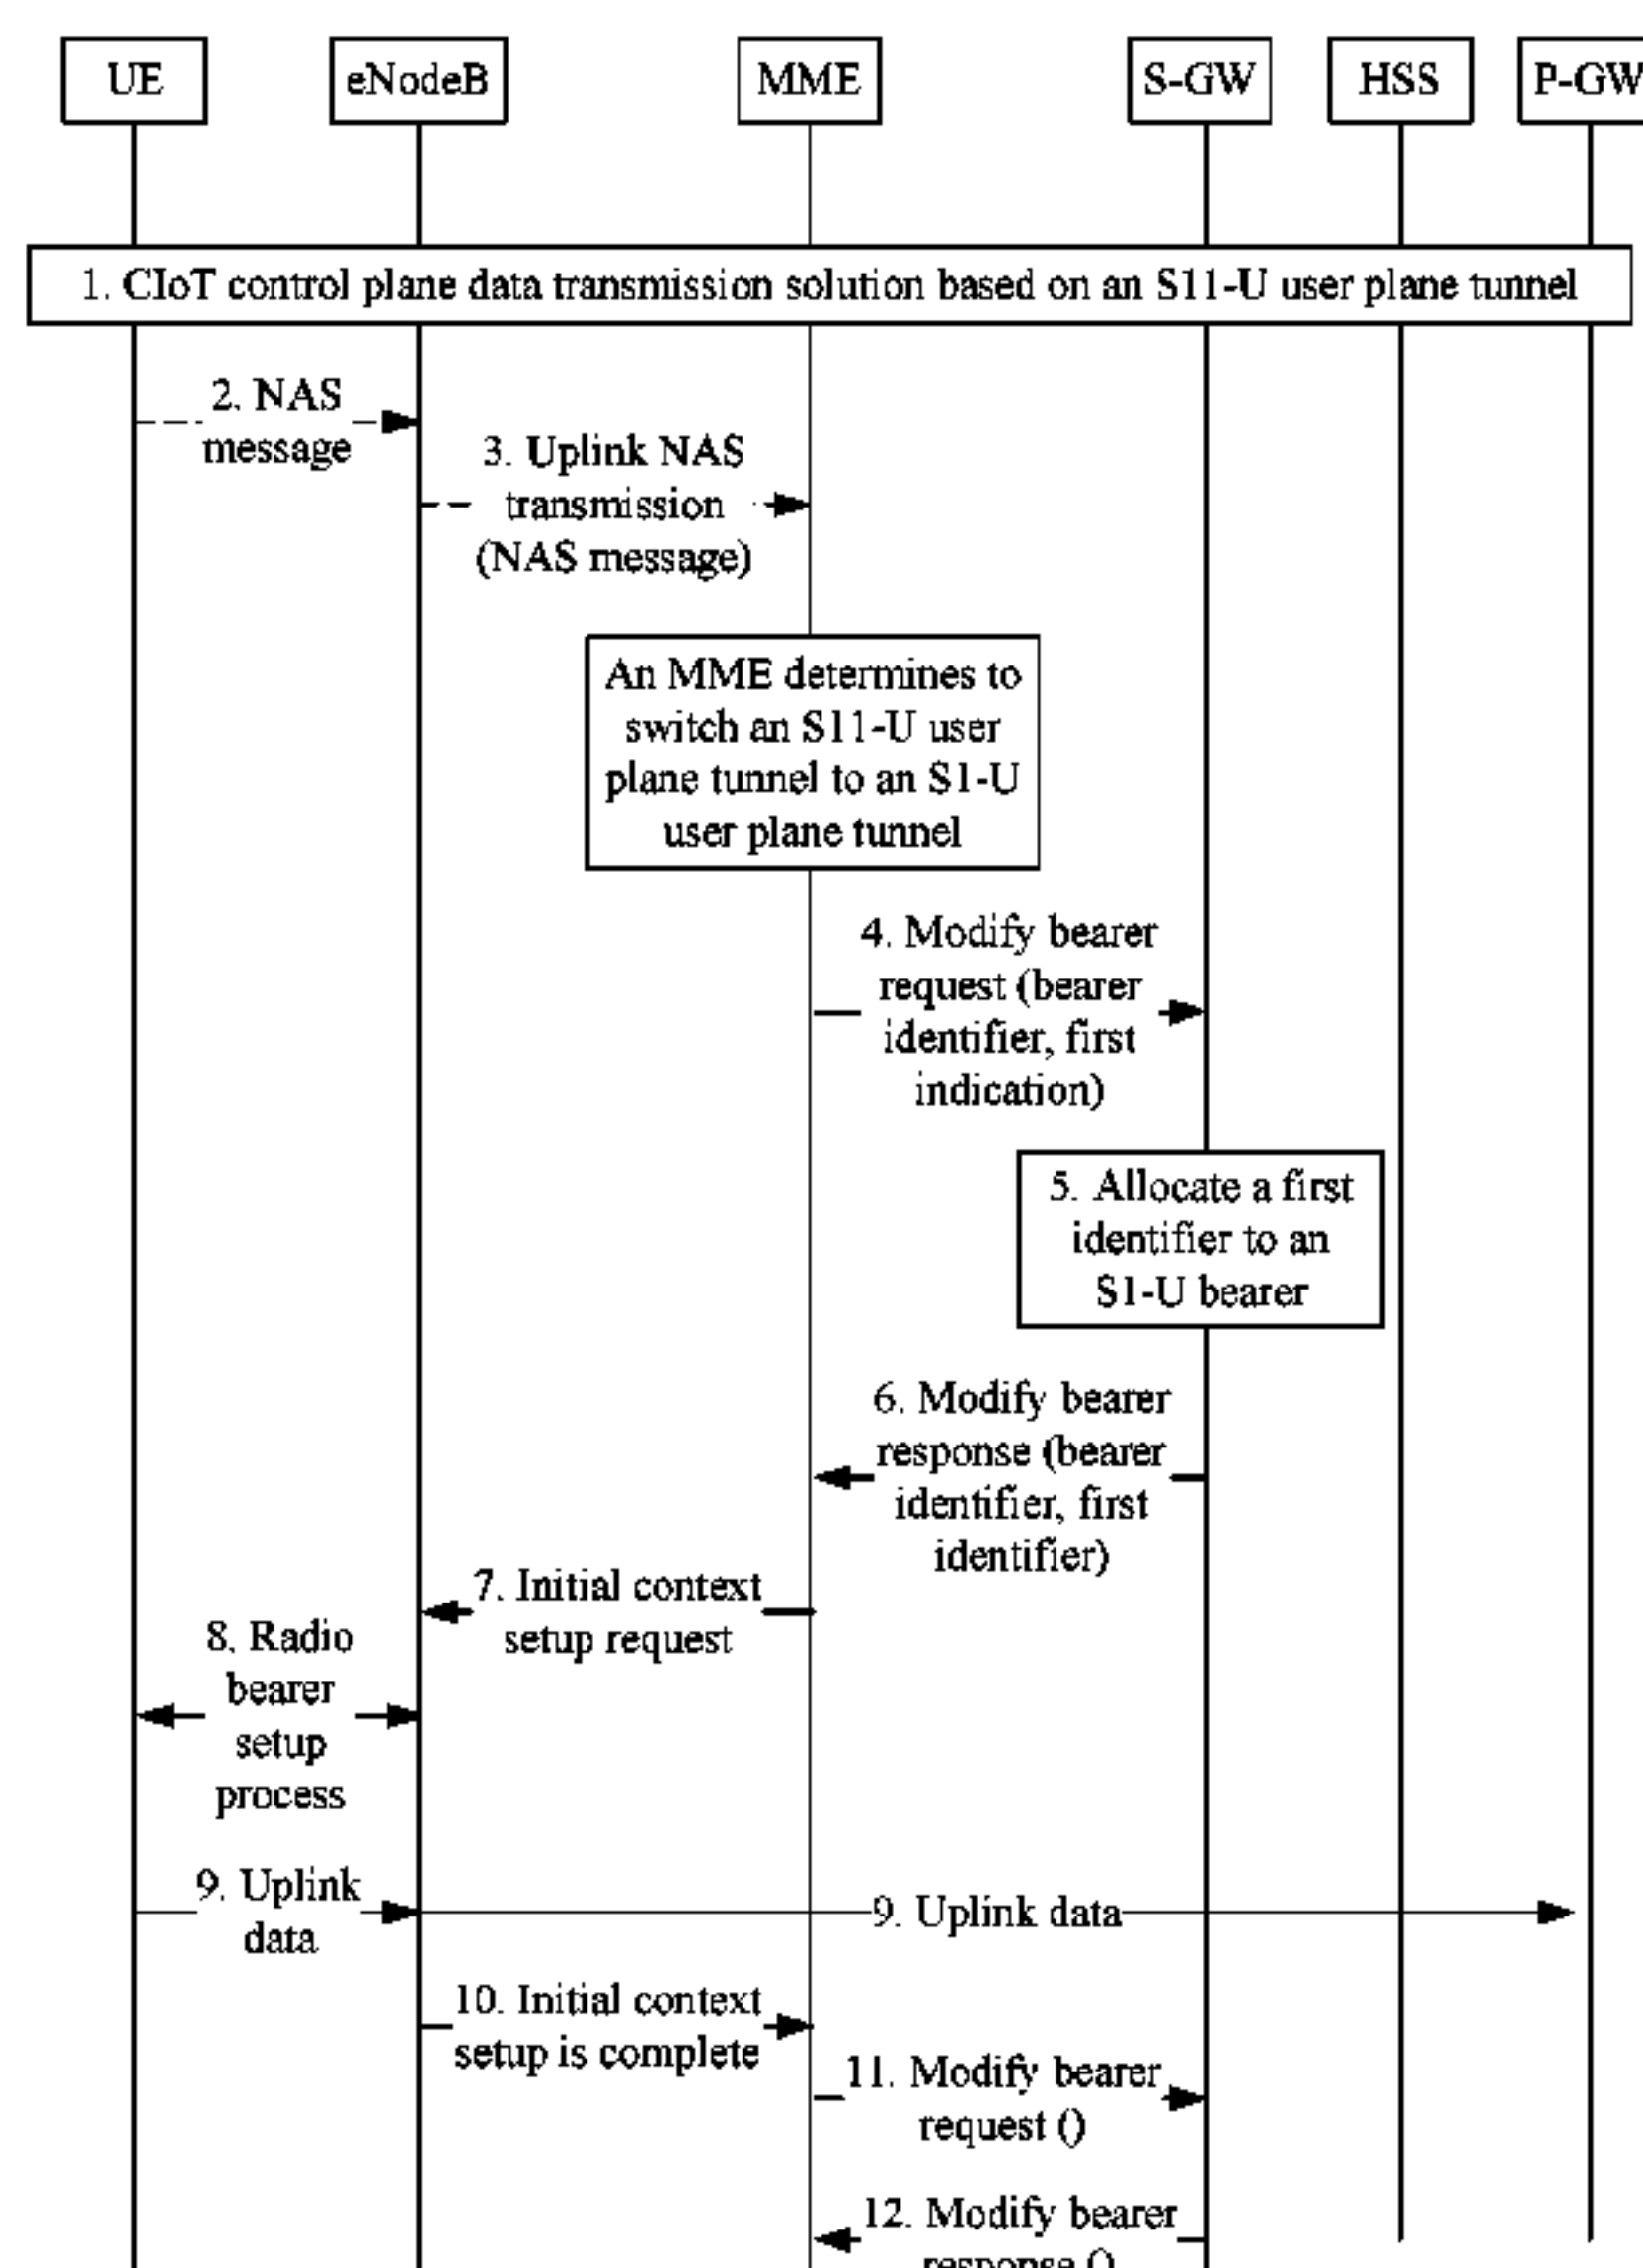 UE
eNodeB
MME
S-GW
HSS
P-GW
1. CIoT control plane data transmission solution based on an S11-U user plane tunnel
2. NAS
message
3. Uplink NAS
transmission
(NAS message)
An MME determines to
switch an S11-U user
plane tunnel to an S1-U
user plane tunnel
4. Modify bearer
request (bearer
identifier, first
indication)
5. Allocate a first
identifier to an
S1-U bearer
6. Modify bearer
response (bearer
identifier, first
identifier)
7. Initial context
setup request
8. Radio
bearer
setup
process
9. Uplink
data
9. Uplink data
10. Initial context
setup is complete
11. Modify bearer
request ()
12. Modify bearer
response ()